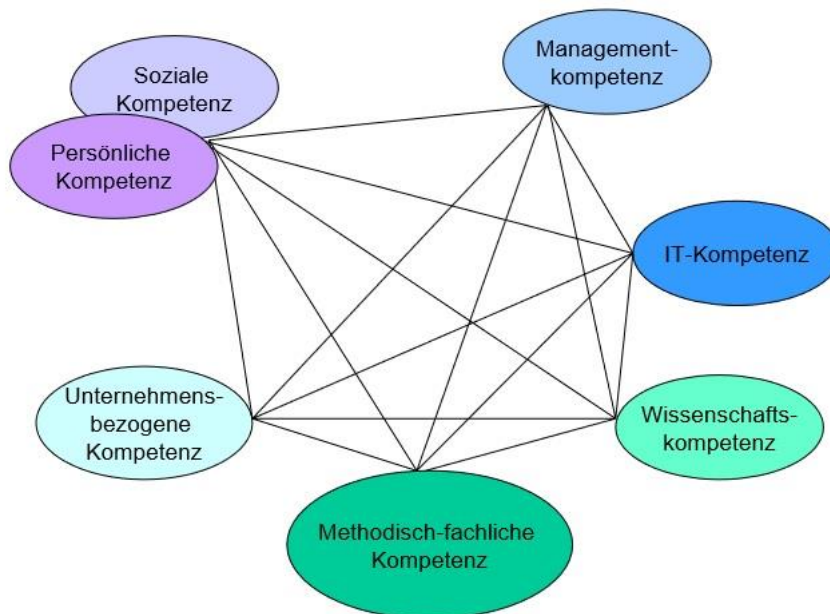 Soziale
Kompetenz
Persönliche
Kompetenz
Management-
kompetenz
IT-Kompetenz
Unternehmens-
bezogene
Kompetenz
Wissenschafts-
kompetenz
Methodisch-fachliche
Kompetenz